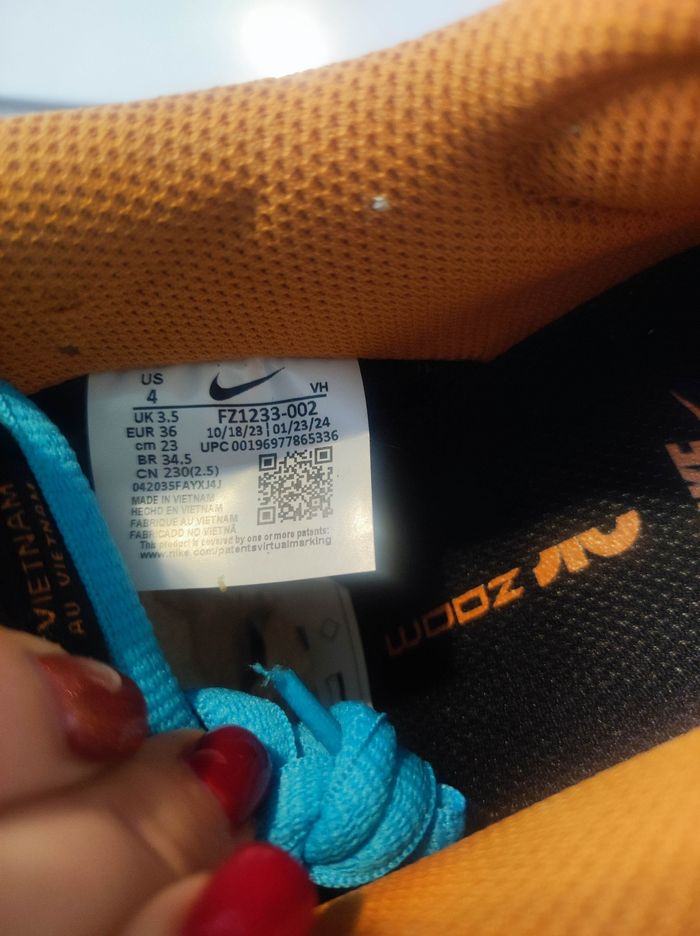 US
4
VH
UK 3.5
FZ1233-002
EUR 36
10/18/23 | 01/23/24
cm 23
UPC 00196977865336
BR 34.5
CN 230(2.5)
042035FAYXJ4J
MADE IN VIETNAM
HECHO EN VIETNAM
FABRIQUE AU VIETNAM
FABRICADO NO VIETNÃ
This product is covered by one or more patents:
www.nike.com/patentsvirtualmarking
VIETNAM
AU VIETNAM
ZOOM